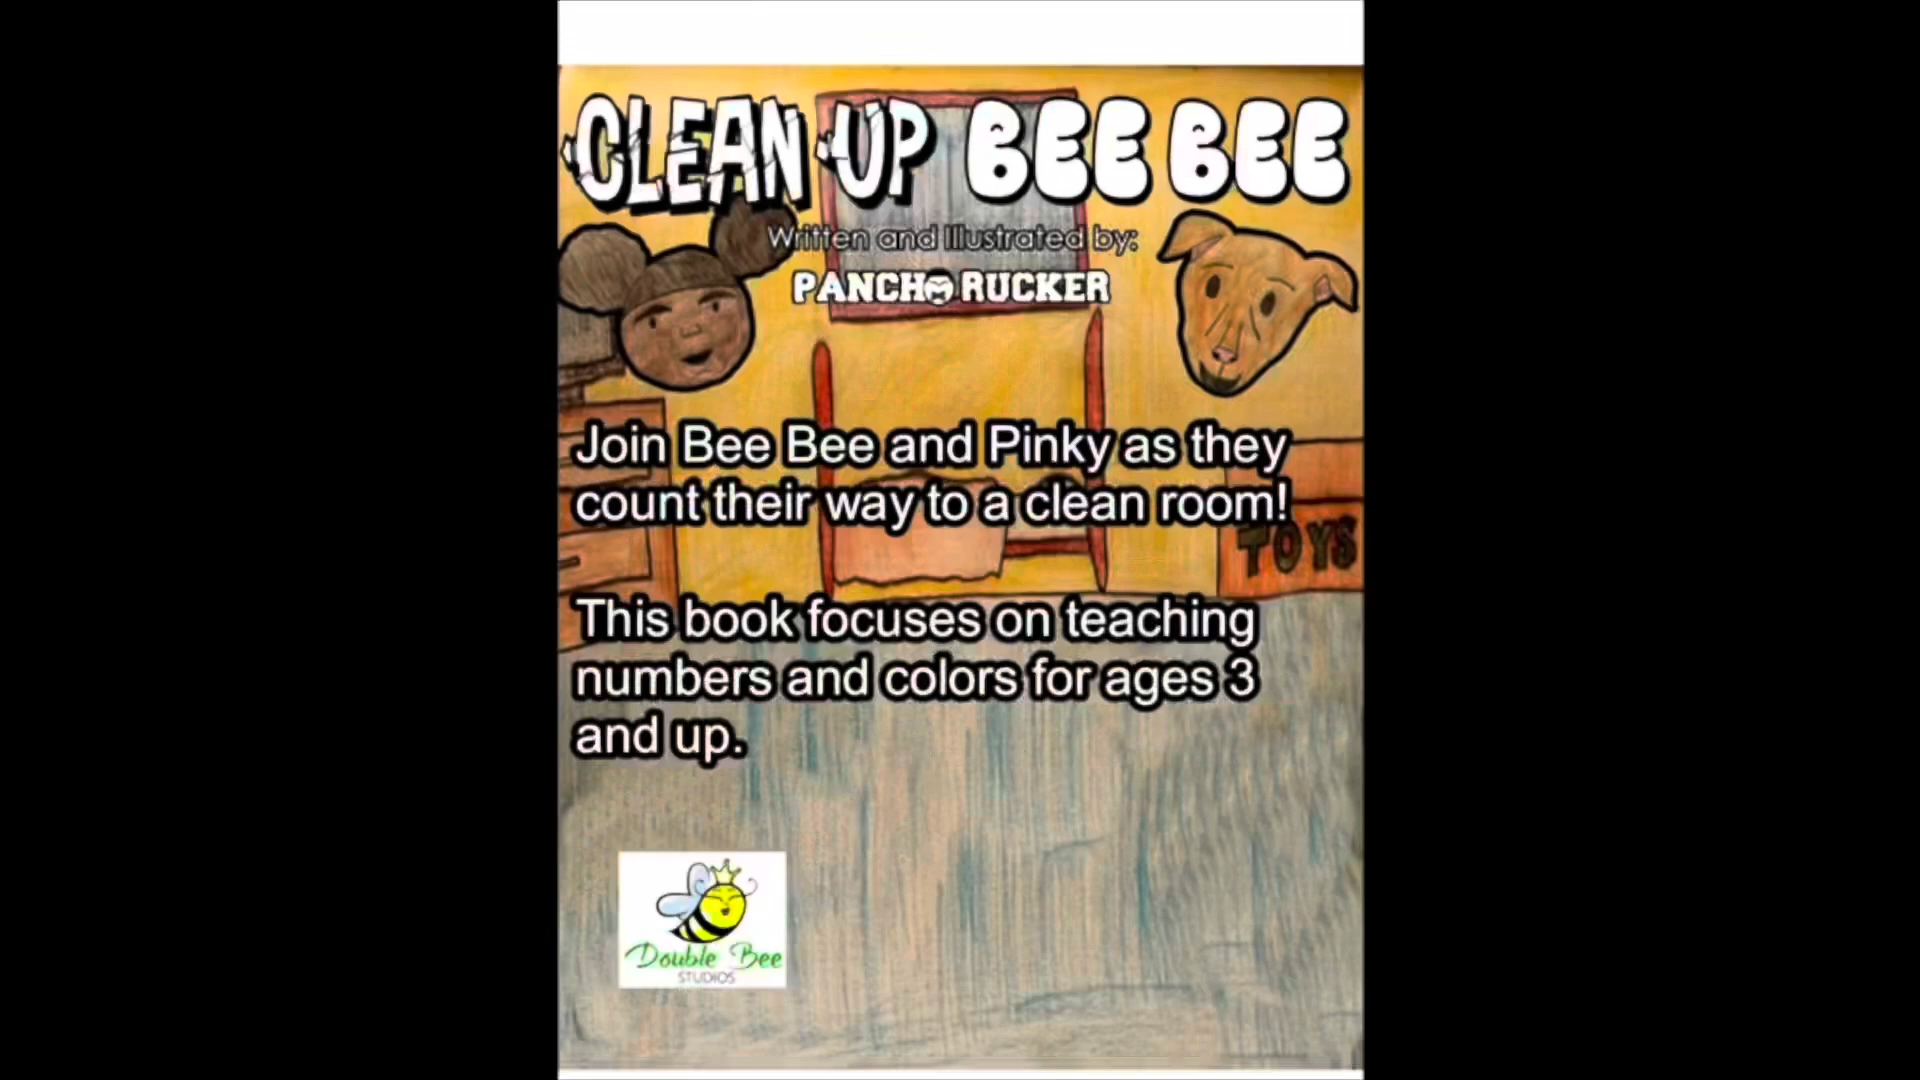 CLEAN UP BEE BEE
Written and Illustrated by:
PANCHO RUCKER
Join Bee Bee and Pinky as they
count their way to a clean room!
TOYS
This book focuses on teaching
numbers and colors for ages 3
and up.
Double Bee
STUDIOS